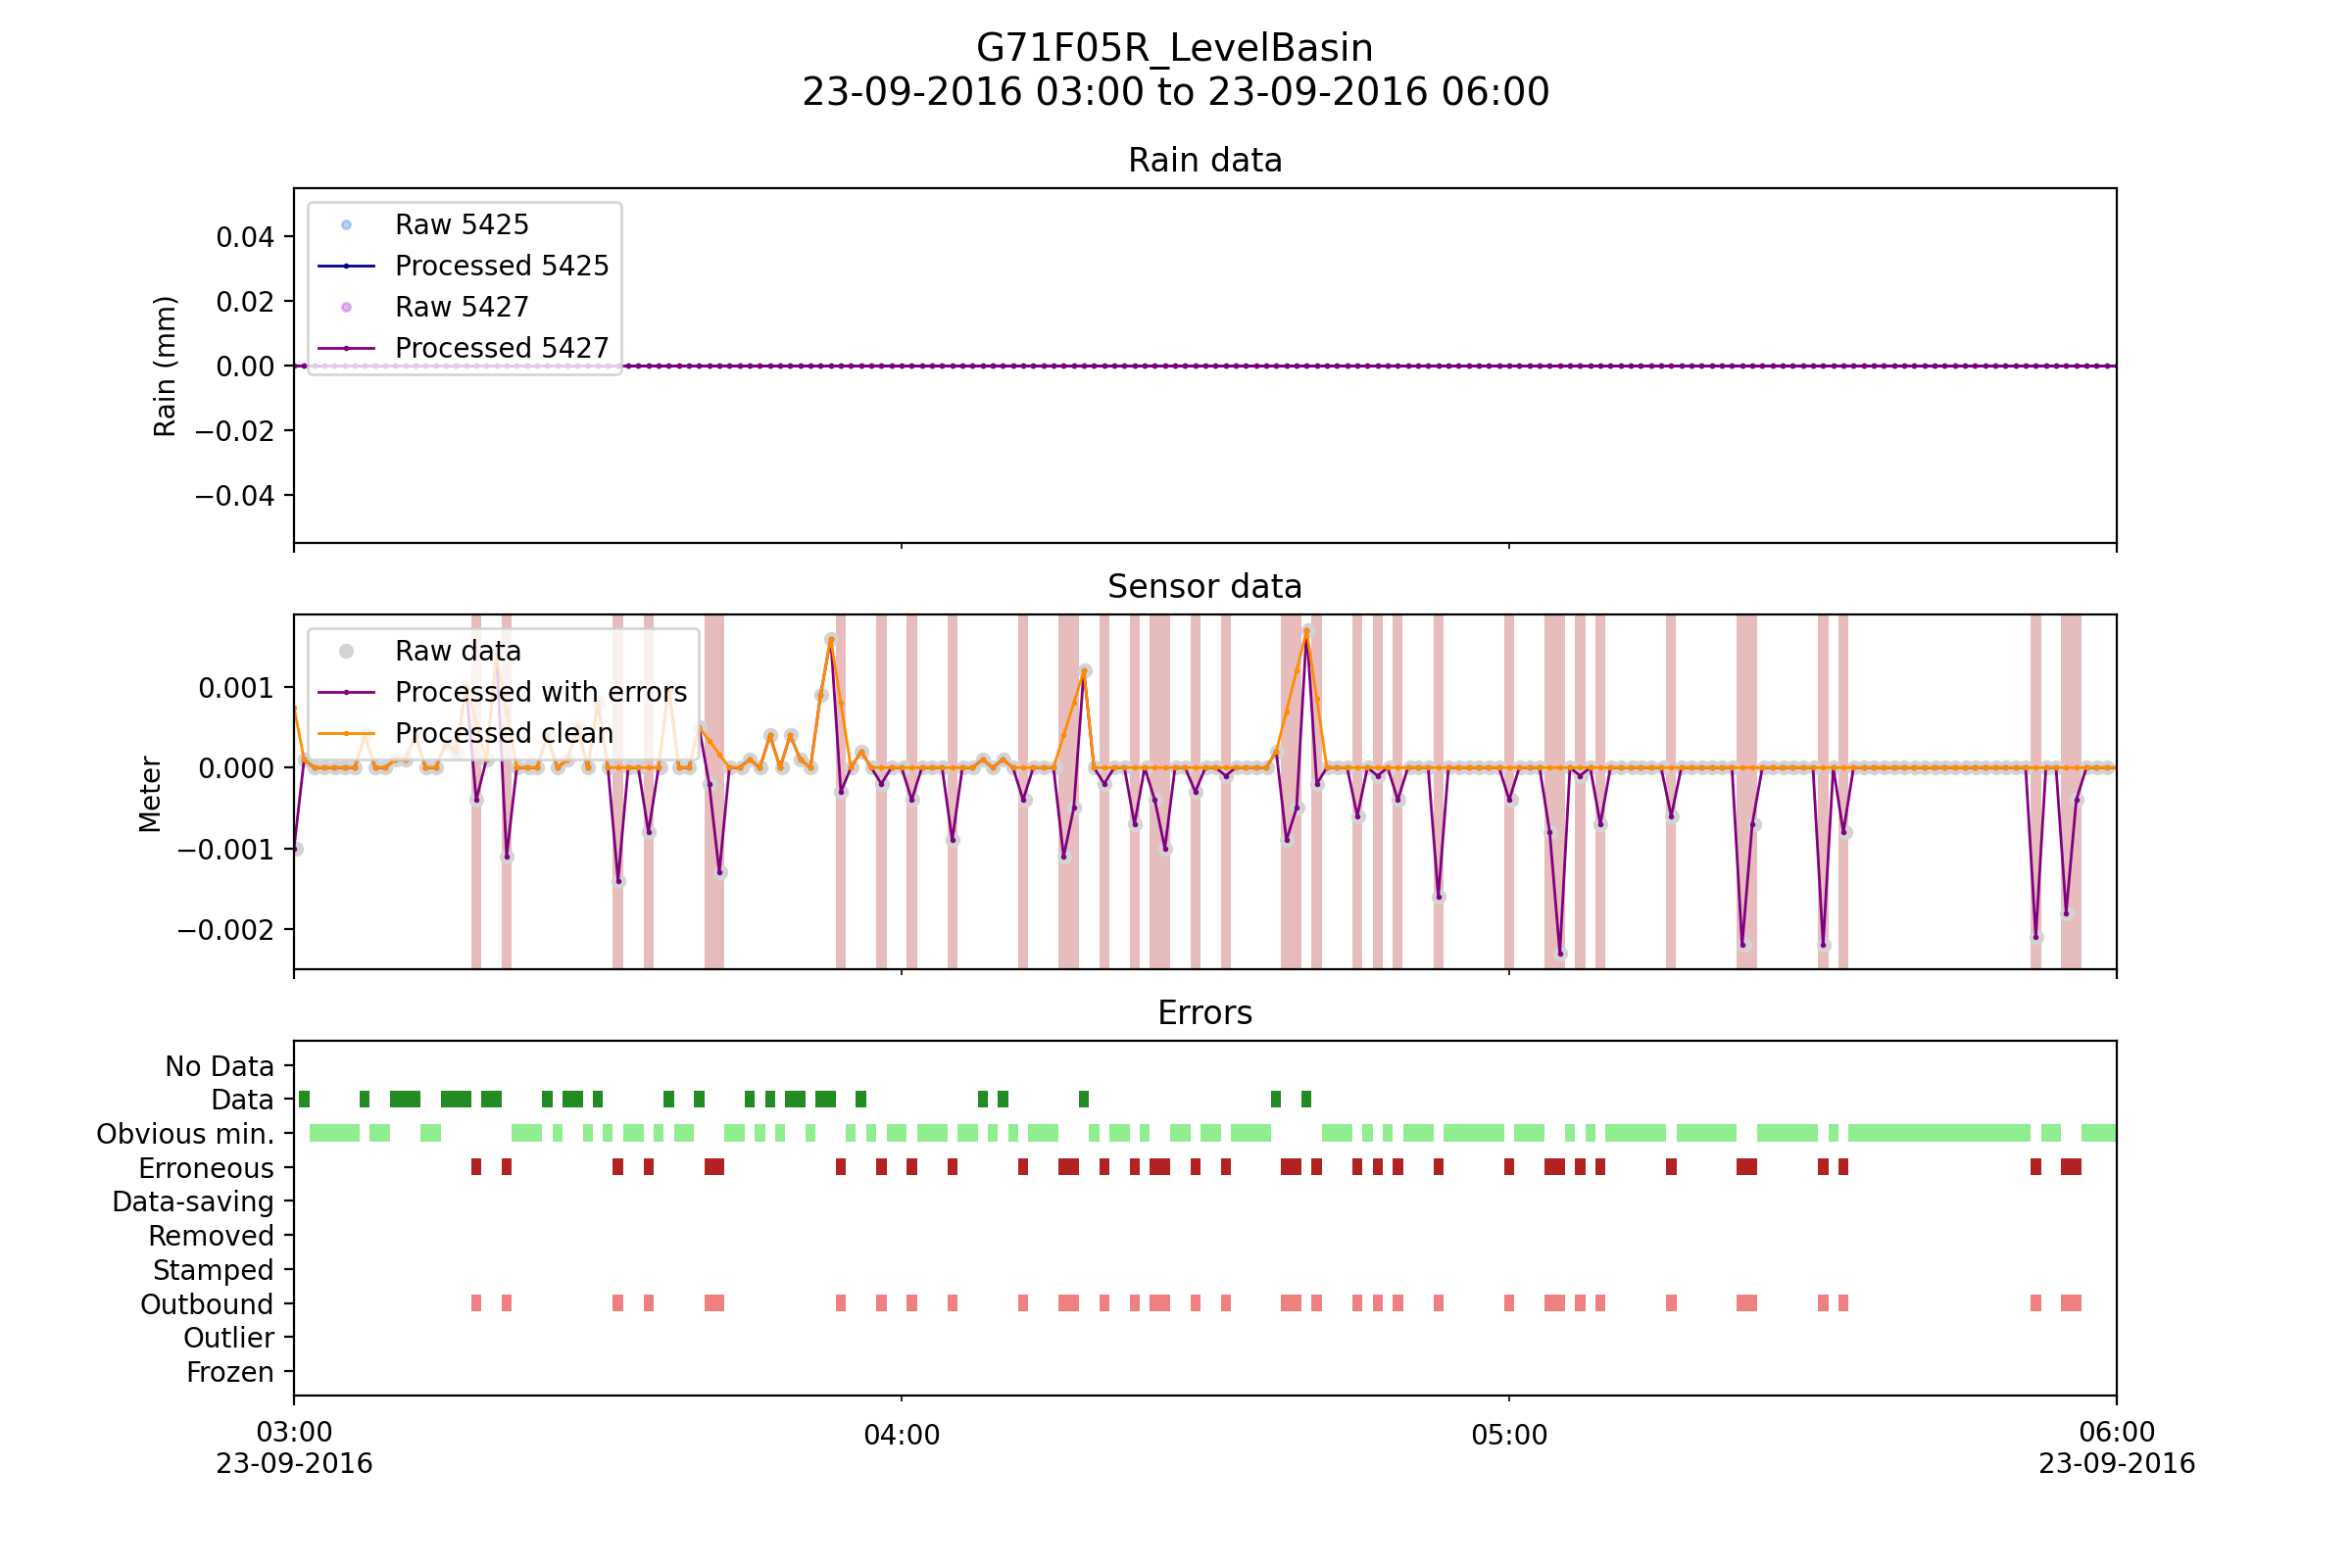 G71F05R_LevelBasin
23-09-2016 03:00 to 23-09-2016 06:00
Rain data
Rain (mm)
0.04
0.02
0.00
−0.02
−0.04
Raw 5425
Processed 5425
Raw 5427
Processed 5427
Sensor data
Meter
0.001
0.000
−0.001
−0.002
Raw data
Processed with errors
Processed clean
Errors
No Data
Data
Obvious min.
Erroneous
Data-saving
Removed
Stamped
Outbound
Outlier
Frozen
03:00
23-09-2016
04:00
05:00
06:00
23-09-2016